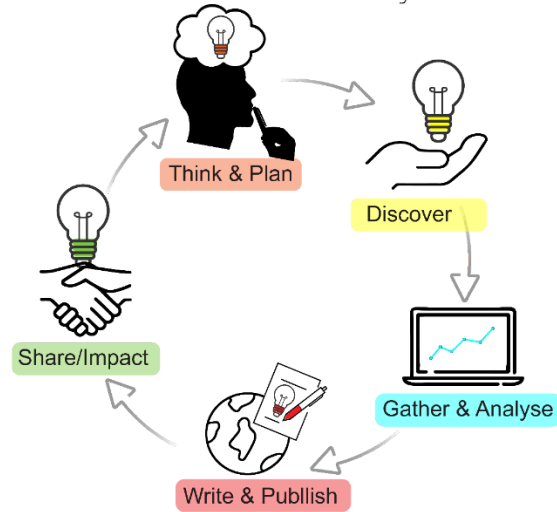 Think & Plan
Discover
Gather & Analyse
Write & Publlish
Share/Impact